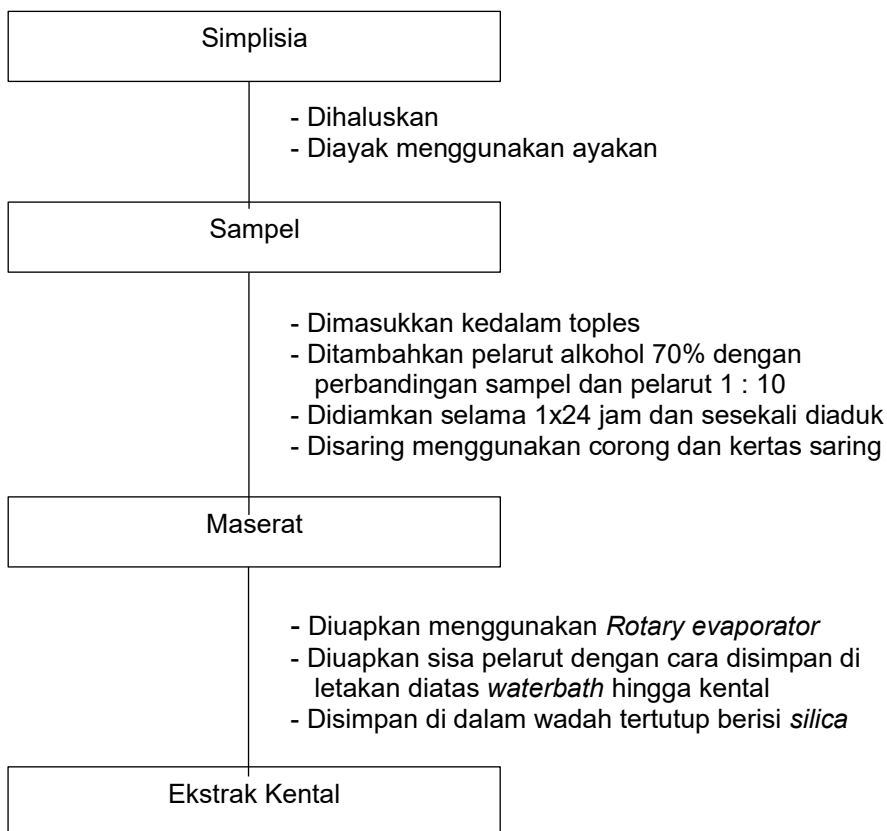 Simplisia
- Dihaluskan
- Diayak menggunakan ayakan
Sampel
- Dimasukkan kedalam toples
- Ditambahkan pelarut alkohol 70% dengan
perbandingan sampel dan pelarut 1 : 10
- Didiamkan selama 1x24 jam dan sesekali diaduk
- Disaring menggunakan corong dan kertas saring
Maserat
- Diuapkan menggunakan Rotary evaporator
- Diuapkan sisa pelarut dengan cara disimpan di
letakan diatas waterbath hingga kental
- Disimpan di dalam wadah tertutup berisi silica
Ekstrak Kental